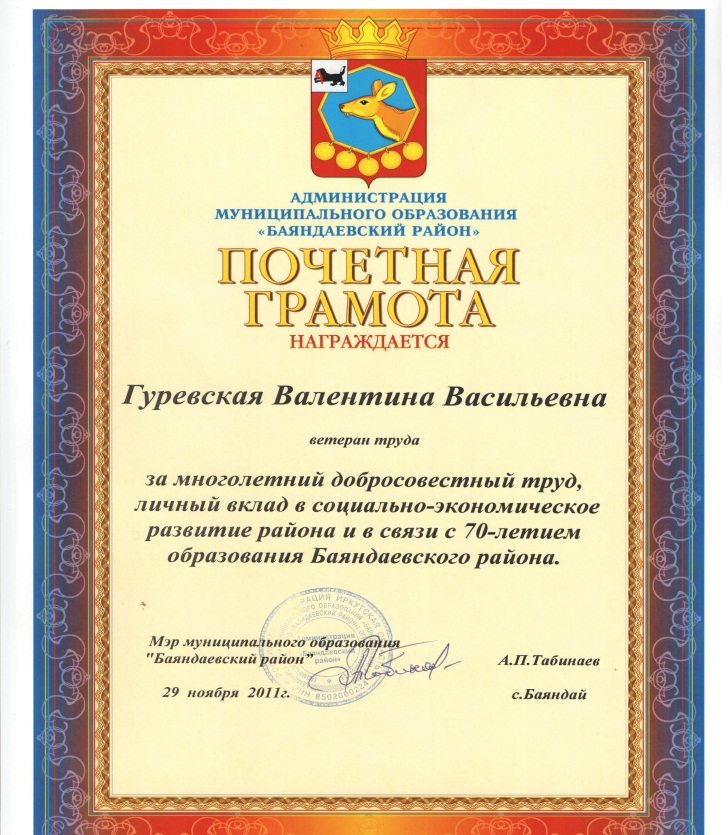 АДМИНИСТРАЦИЯ
МУНИЦИПАЛЬНОГО ОБРАЗОВАНИЯ
«БАЯНДАЕВСКИЙ РАЙОН»
ПОЧЕТНАЯ
ГРАМОТА
НАГРАЖДАЕТСЯ
Гуревская Валентина Васильевна
ветеран труда
за многолетний добросовестный труд,
личный вклад в социально-экономическое
развитие района и в связи с 70-летием
образования Баяндаевского района.
Мэр муниципального образования
"Баяндаевский район" А.П.Табинаев
29 ноября 2011г. с.Баяндай